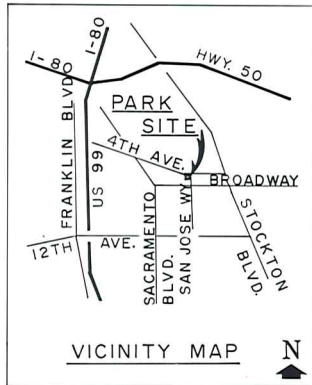 I-80
I-80
HWY. 50
PARK
SITE
FRANKLIN BLVD.
US 99
4TH AVE.
BROADWAY
SACRAMENTO BLVD.
SAN JOSE WY.
STOCKTON BLVD.
12TH AVE.
VICINITY MAP
N